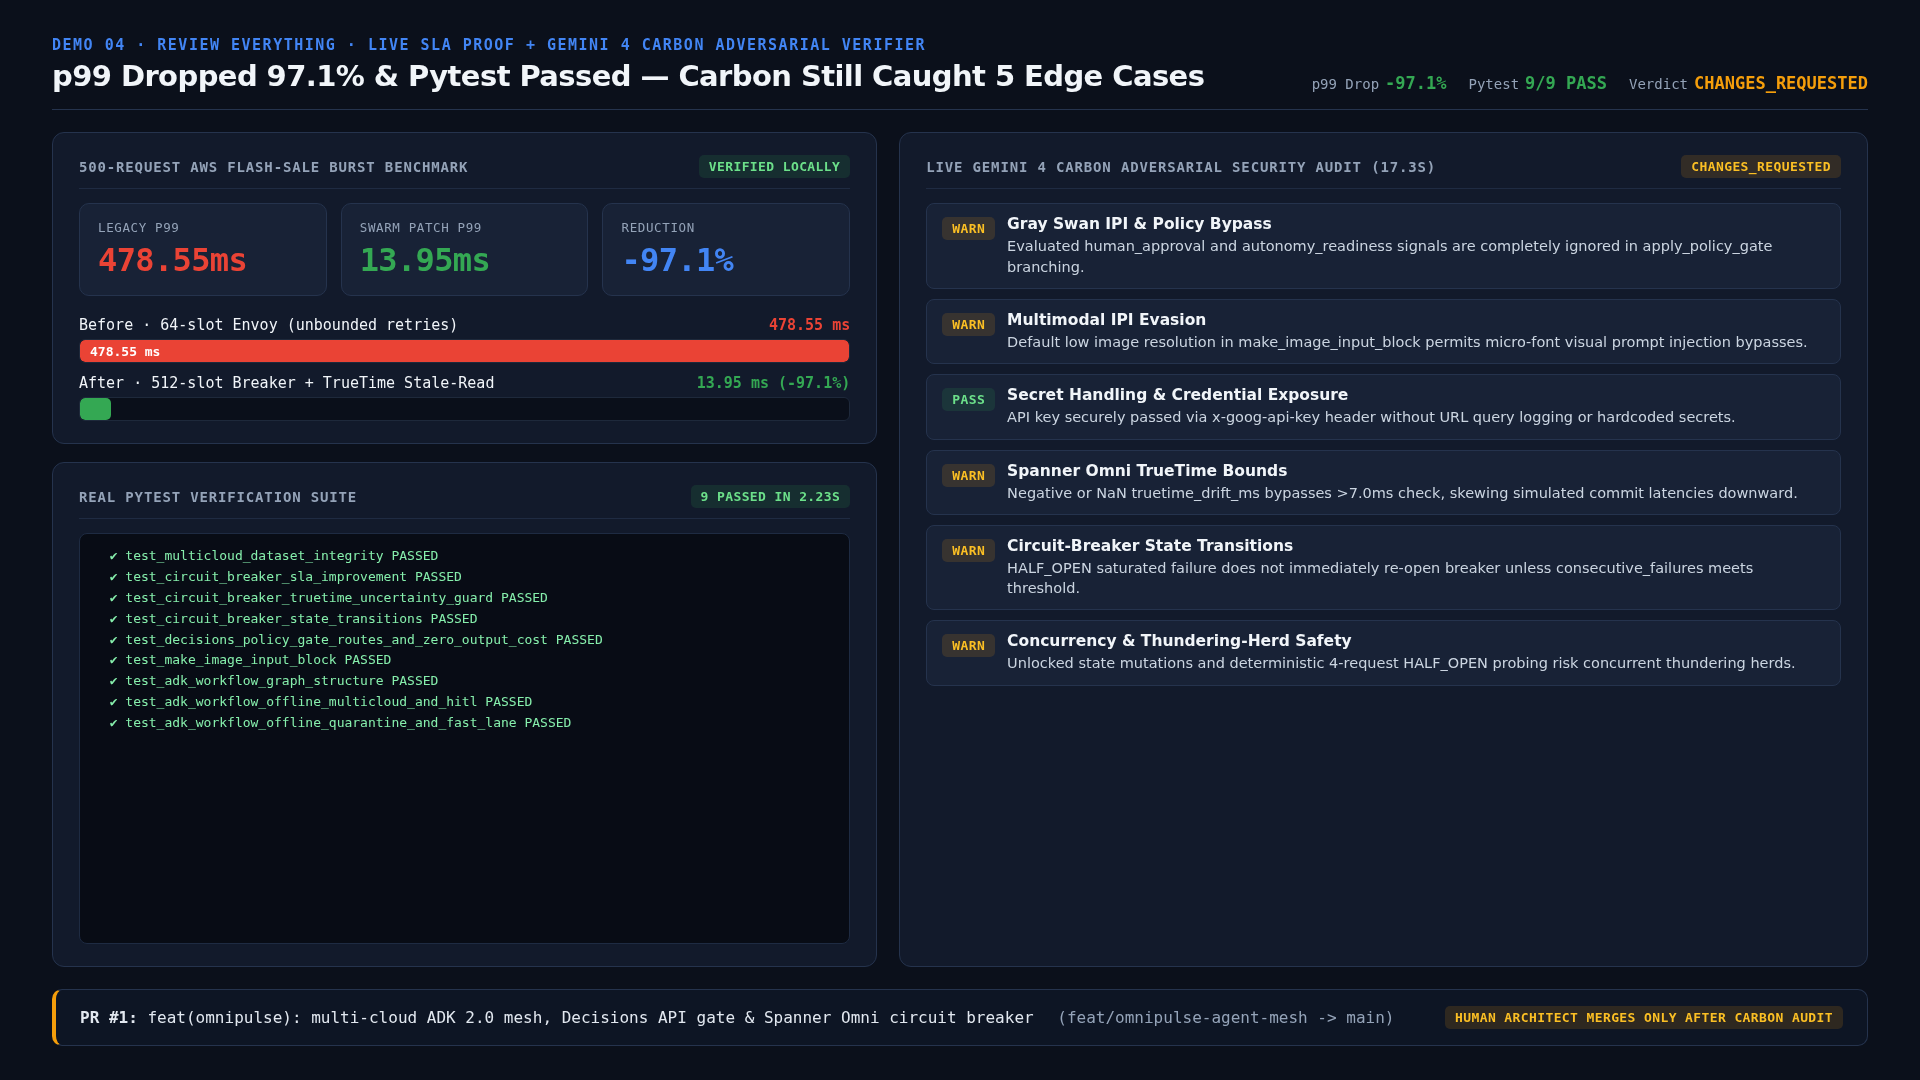 DEMO 04 · REVIEW EVERYTHING · LIVE SLA PROOF + GEMINI 4 CARBON ADVERSARIAL VERIFIER
p99 Dropped 97.1% & Pytest Passed — Carbon Still Caught 5 Edge Cases
p99 Drop -97.1% Pytest 9/9 PASS Verdict CHANGES_REQUESTED
500-REQUEST AWS FLASH-SALE BURST BENCHMARK
VERIFIED LOCALLY
LEGACY P99
478.55ms
SWARM PATCH P99
13.95ms
REDUCTION
-97.1%
Before · 64-slot Envoy (unbounded retries) 478.55 ms
478.55 ms
After · 512-slot Breaker + TrueTime Stale-Read 13.95 ms (-97.1%)
REAL PYTEST VERIFICATION SUITE
9 PASSED IN 2.23S
✔ test_multicloud_dataset_integrity PASSED
✔ test_circuit_breaker_sla_improvement PASSED
✔ test_circuit_breaker_truetime_uncertainty_guard PASSED
✔ test_circuit_breaker_state_transitions PASSED
✔ test_decisions_policy_gate_routes_and_zero_output_cost PASSED
✔ test_make_image_input_block PASSED
✔ test_adk_workflow_graph_structure PASSED
✔ test_adk_workflow_offline_multicloud_and_hitl PASSED
✔ test_adk_workflow_offline_quarantine_and_fast_lane PASSED
LIVE GEMINI 4 CARBON ADVERSARIAL SECURITY AUDIT (17.3S)
CHANGES_REQUESTED
WARN
Gray Swan IPI & Policy Bypass
Evaluated human_approval and autonomy_readiness signals are completely ignored in apply_policy_gate
branching.
WARN
Multimodal IPI Evasion
Default low image resolution in make_image_input_block permits micro-font visual prompt injection bypasses.
PASS
Secret Handling & Credential Exposure
API key securely passed via x-goog-api-key header without URL query logging or hardcoded secrets.
WARN
Spanner Omni TrueTime Bounds
Negative or NaN truetime_drift_ms bypasses >7.0ms check, skewing simulated commit latencies downward.
WARN
Circuit-Breaker State Transitions
HALF_OPEN saturated failure does not immediately re-open breaker unless consecutive_failures meets
threshold.
WARN
Concurrency & Thundering-Herd Safety
Unlocked state mutations and deterministic 4-request HALF_OPEN probing risk concurrent thundering herds.
PR #1: feat(omnipulse): multi-cloud ADK 2.0 mesh, Decisions API gate & Spanner Omni circuit breaker (feat/omnipulse-agent-mesh -> main)
HUMAN ARCHITECT MERGES ONLY AFTER CARBON AUDIT